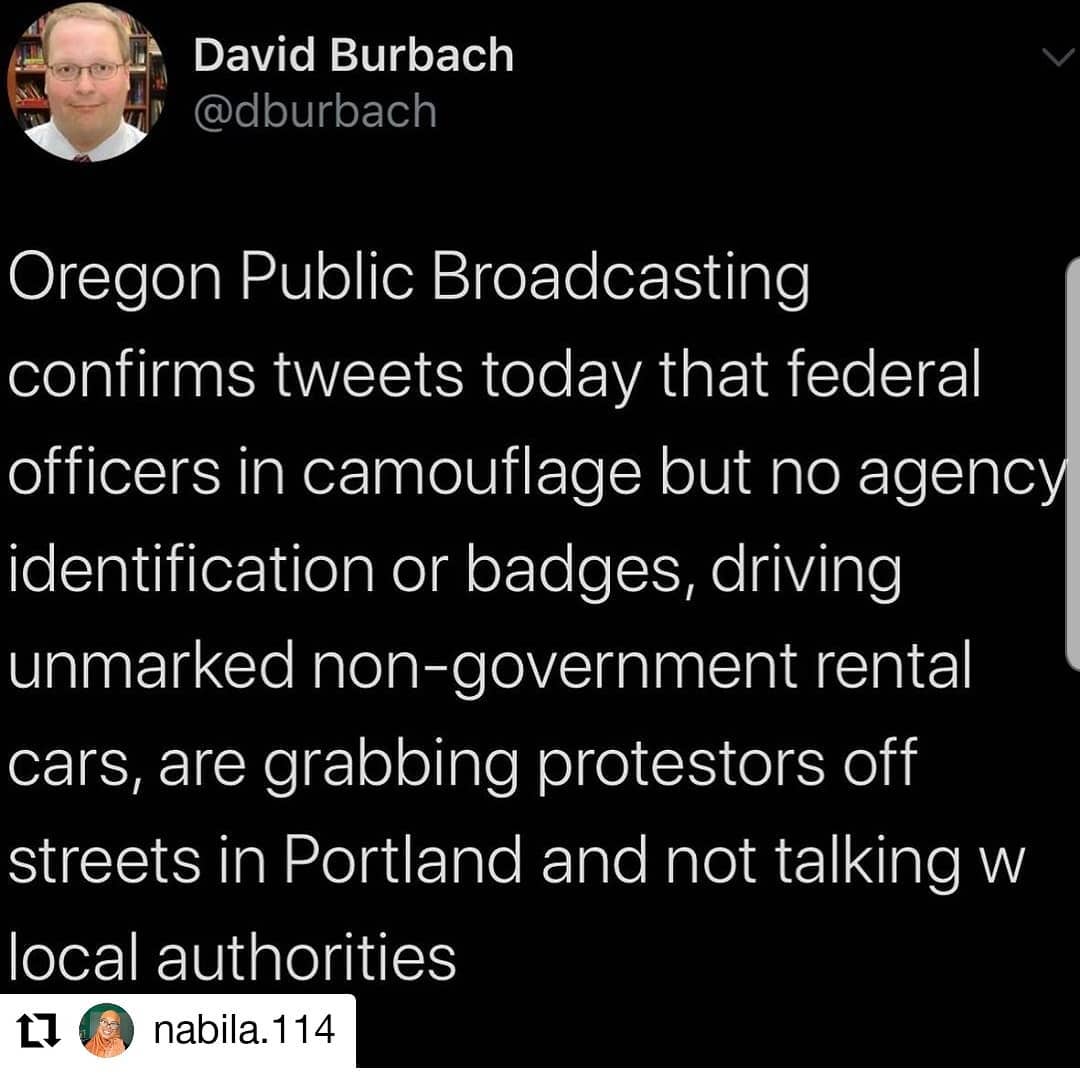 David Burbach
@dburbach
Oregon Public Broadcasting
confirms tweets today that federal
officers in camouflage but no agency
identification or badges, driving
unmarked non-government rental
cars, are grabbing protestors off
streets in Portland and not talking w
local authorities
nabila.114